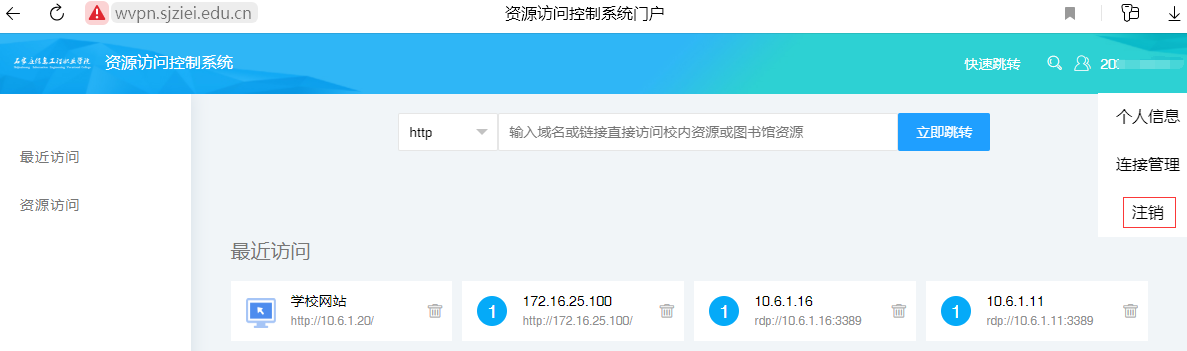 wvpn.sjziei.edu.cn
资源访问控制系统门户
资源访问控制系统
快速跳转
个人信息
连接管理
注销
最近访问
资源访问
http
输入域名或链接直接访问校内资源或图书馆资源
立即跳转
最近访问
学校网站
http://10.6.1.20/
1
172.16.25.100
http://172.16.25.100/
1
10.6.1.16
rdp://10.6.1.16:3389
1
10.6.1.11
rdp://10.6.1.11:3389